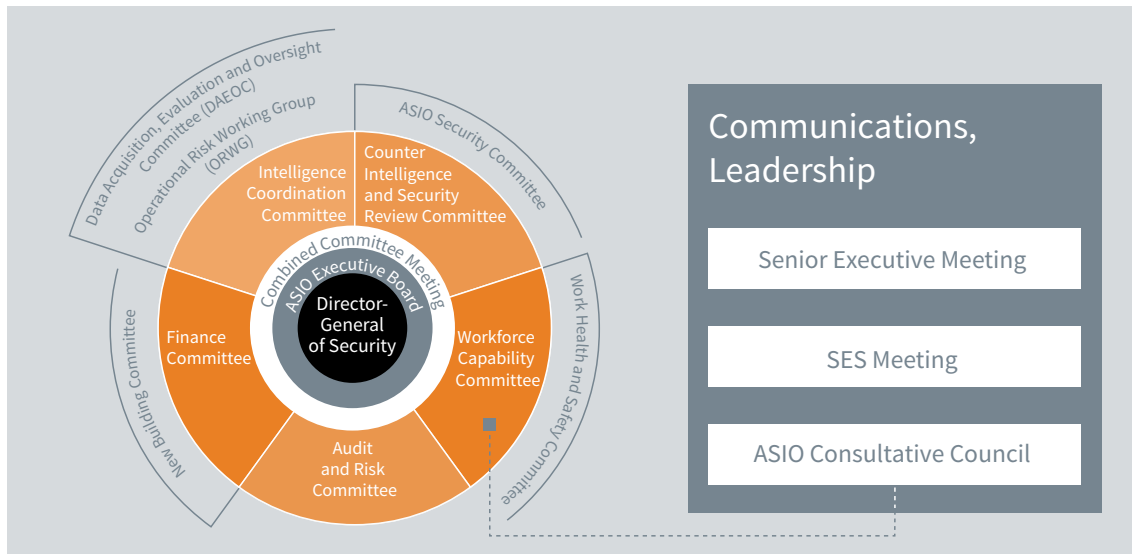 Data Acquisition, Evaluation and Oversight
Committee (DAEOC)
Operational Risk Working Group
(ORWG)
ASIO Security Committee
Intelligence
Coordination
Committee
Counter
Intelligence
and Security
Review Committee
Combined Committee Meeting
ASIO Executive Board
Director-
General
of Security
Finance
Committee
Workforce
Capability
Committee
Audit
and Risk
Committee
New Building Committee
Work Health and Safety Committee
Communications,
Leadership
Senior Executive Meeting
SES Meeting
ASIO Consultative Council